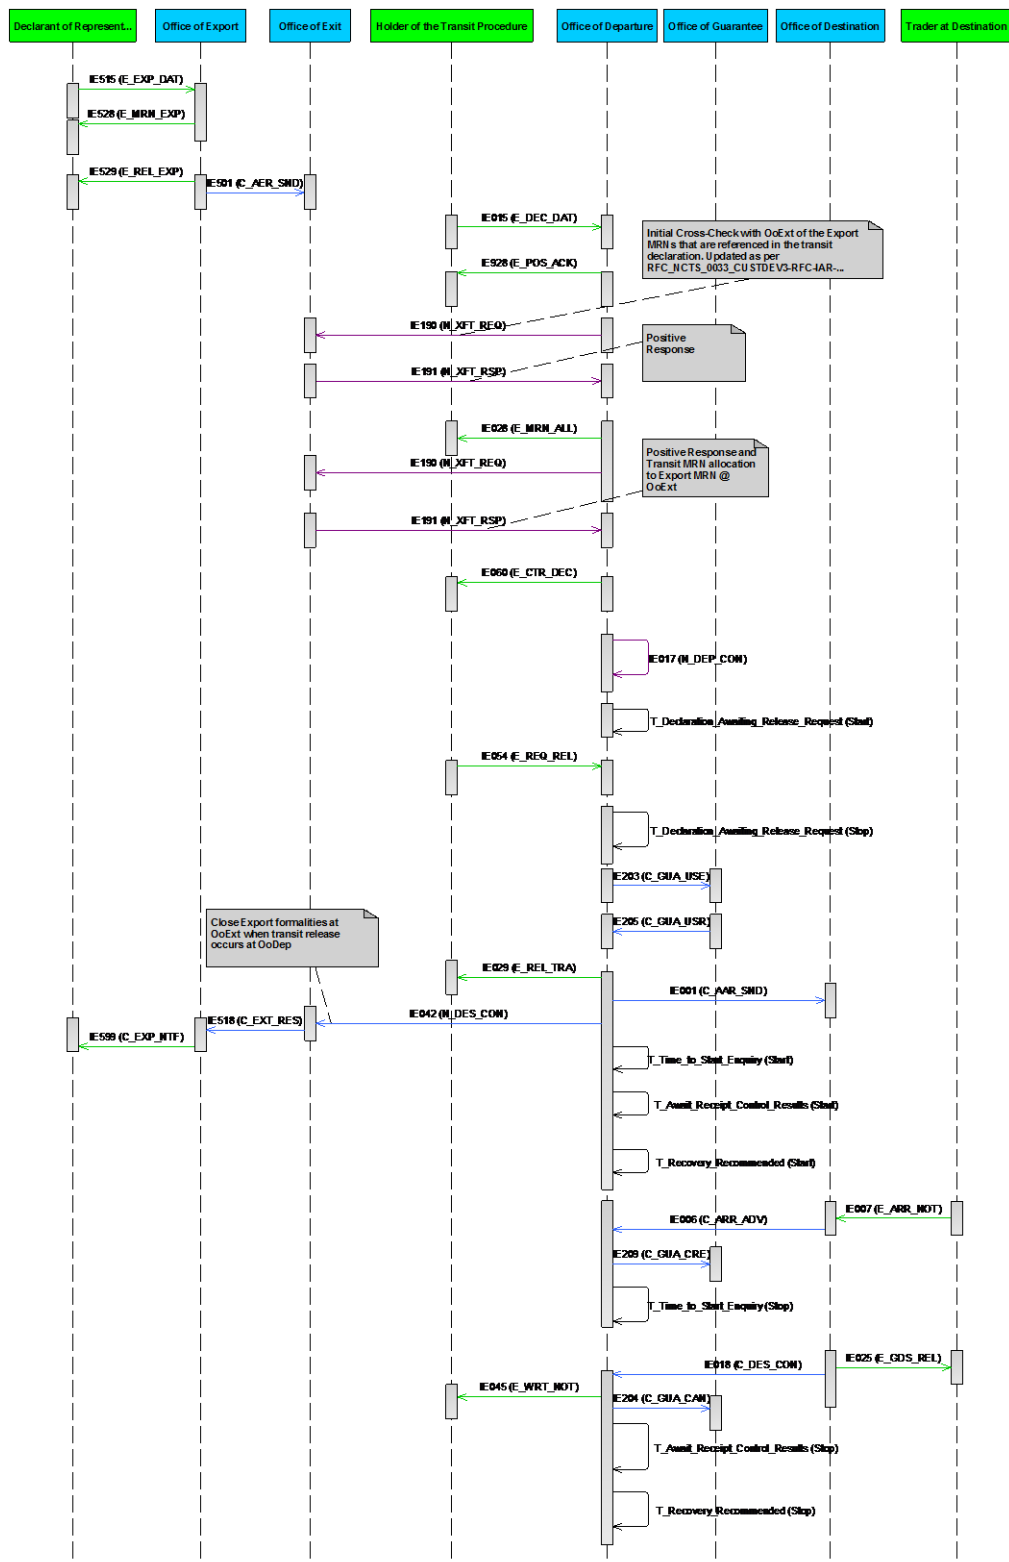 Declarant of Represent...
Office of Export
Office of Exit
Holder of the Transit Procedure
Office of Departure
Office of Guarantee
Office of Destination
Trader at Destination
IE515 (E_EXP_DAT)
IE528 (E_MRN_EXP)
IE529 (E_REL_EXP)
IE501 (C_AER_SND)
IE015 (E_DEC_DAT)
Initial Cross-Check with OoExt of the Export
MRNs that are referenced in the transit
declaration. Updated as per
RFC_NCTS_0033_CUSTDEV3-RFC-IAR-...
IE928 (E_POS_ACK)
IE190 (N_XFT_REQ)
Positive
Response
IE191 (N_XFT_RSP)
IE028 (E_MRN_ALL)
Positive Response and
Transit MRN allocation
to Export MRN @
OoExt
IE190 (N_XFT_REQ)
IE191 (N_XFT_RSP)
IE060 (E_CTR_DEC)
IE017 (N_DEP_CON)
T_Declaration_Awaiting_Release_Request (Start)
IE054 (E_REQ_REL)
T_Declaration_Awaiting_Release_Request (Stop)
IE203 (C_GUA_USE)
IE205 (C_GUA_USR)
Close Export formalities at
OoExt when transit release
occurs at OoDep
IE029 (E_REL_TRA)
IE001 (C_AAR_SND)
IE042 (N_DES_CON)
IE518 (C_EXT_RES)
IE599 (C_EXP_NTF)
T_Time_to_Start_Enquiry (Start)
T_Await_Receipt_Control_Results (Start)
T_Recovery_Recommended (Start)
IE007 (E_ARR_NOT)
IE006 (C_ARR_ADV)
IE209 (C_GUA_CRE)
T_Time_to_Start_Enquiry (Stop)
IE018 (C_DES_CON)
IE025 (E_GDS_REL)
IE045 (E_WRT_NOT)
IE204 (C_GUA_CAN)
T_Await_Receipt_Control_Results (Stop)
T_Recovery_Recommended (Stop)